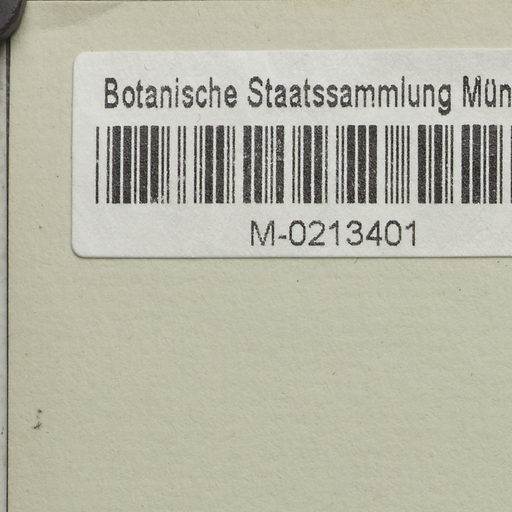 Botanische Staatssammlung Mün
M-0213401